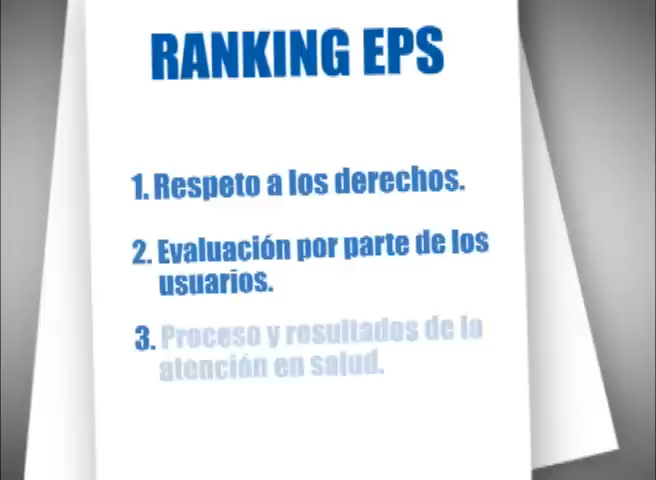 RANKING EPS
1. Respeto a los derechos.
2. Evaluación por parte de los
usuarios.
3. Proceso y resultados de la
atención en salud.